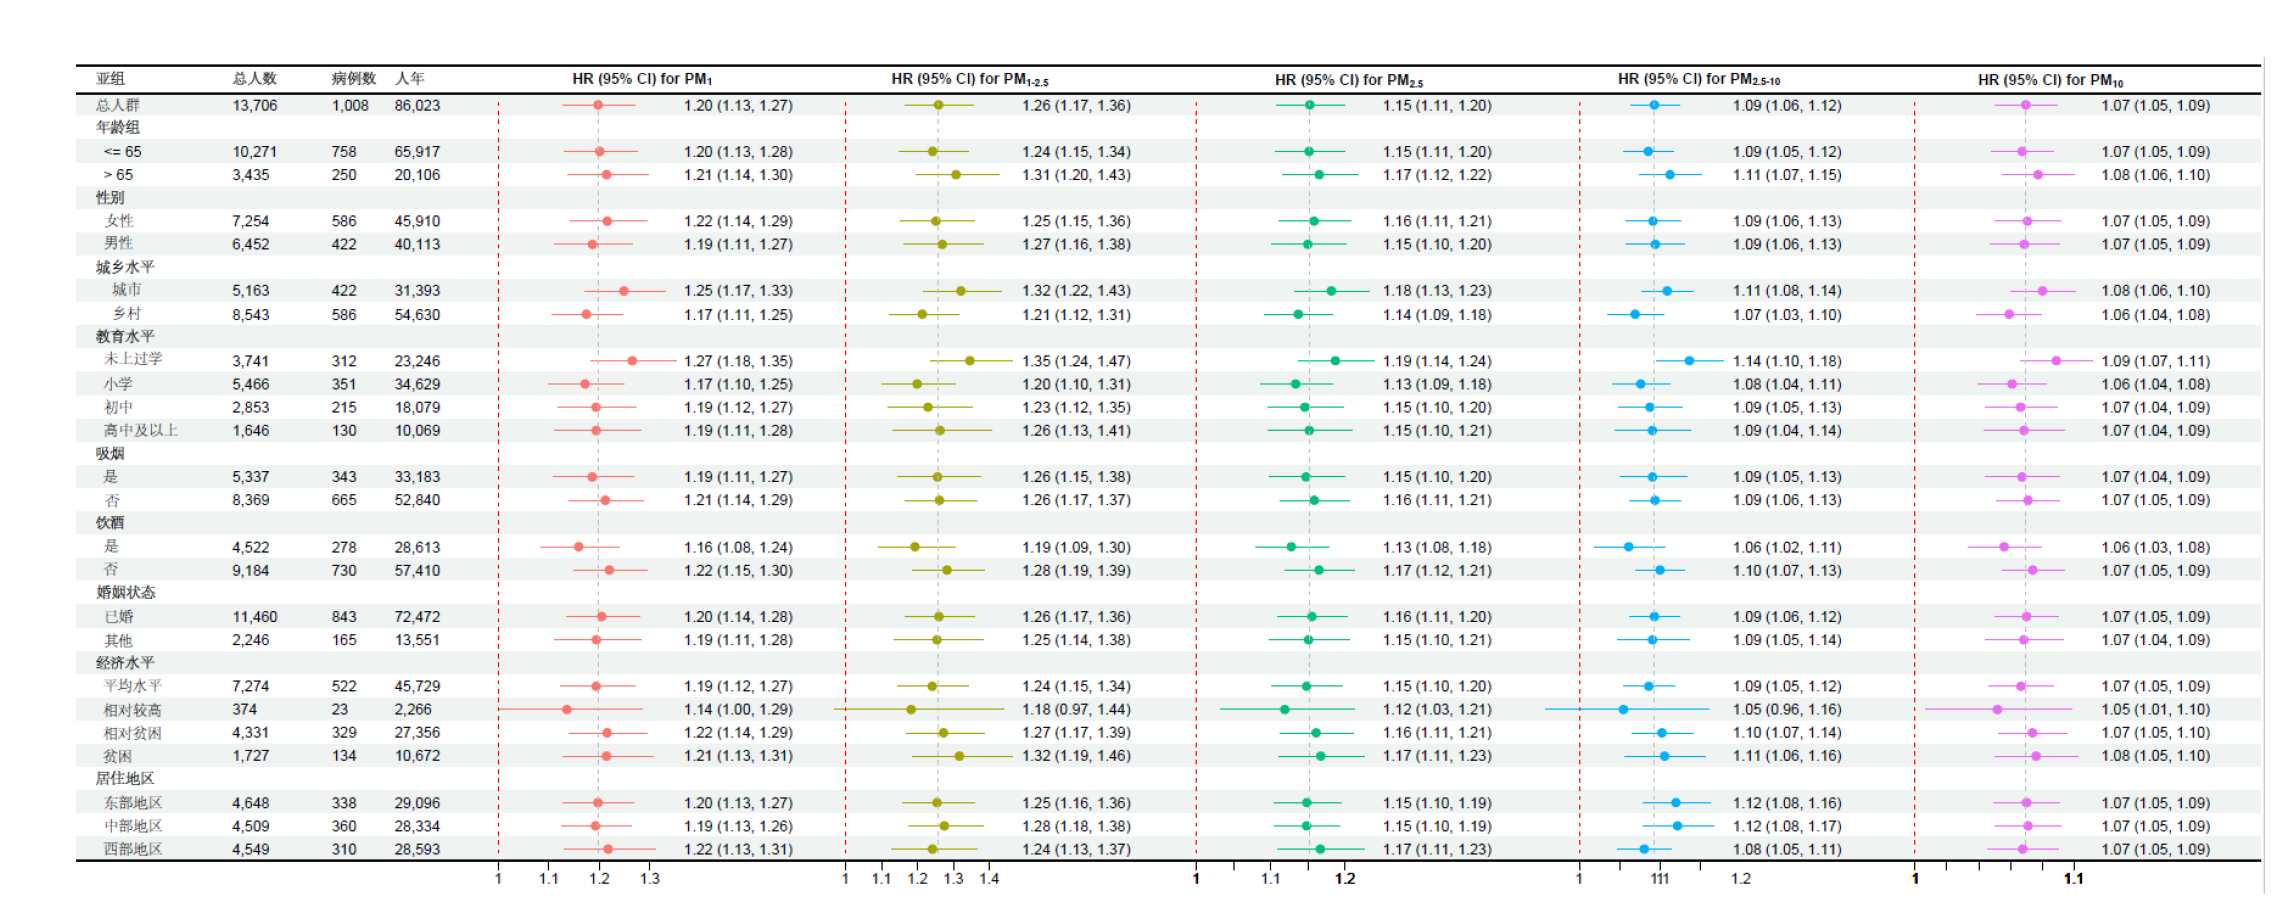 亚组 总人数 病例数 人年 HR (95% CI) for PM1 HR (95% CI) for PM1-2.5 HR (95% CI) for PM2.5 HR (95% CI) for PM2.5-10 HR (95% CI) for PM10
总人群 13,706 1,008 86,023 1.20 (1.13, 1.27) 1.26 (1.17, 1.36) 1.15 (1.11, 1.20) 1.09 (1.06, 1.12) 1.07 (1.05, 1.09)
年龄组
<= 65 10,271 758 65,917 1.20 (1.13, 1.28) 1.24 (1.15, 1.34) 1.15 (1.11, 1.20) 1.09 (1.05, 1.12) 1.07 (1.05, 1.09)
> 65 3,435 250 20,106 1.21 (1.14, 1.30) 1.31 (1.20, 1.43) 1.17 (1.12, 1.22) 1.11 (1.07, 1.15) 1.08 (1.06, 1.10)
性别
女性 7,254 586 45,910 1.22 (1.14, 1.29) 1.25 (1.15, 1.36) 1.16 (1.11, 1.21) 1.09 (1.06, 1.13) 1.07 (1.05, 1.09)
男性 6,452 422 40,113 1.19 (1.11, 1.27) 1.27 (1.16, 1.38) 1.15 (1.10, 1.20) 1.09 (1.06, 1.13) 1.07 (1.05, 1.09)
城乡水平
城市 5,163 422 31,393 1.25 (1.17, 1.33) 1.32 (1.22, 1.43) 1.18 (1.13, 1.23) 1.11 (1.08, 1.14) 1.08 (1.06, 1.10)
乡村 8,543 586 54,630 1.17 (1.11, 1.25) 1.21 (1.12, 1.31) 1.14 (1.09, 1.18) 1.07 (1.03, 1.10) 1.06 (1.04, 1.08)
教育水平
未上过学 3,741 312 23,246 1.27 (1.18, 1.35) 1.35 (1.24, 1.47) 1.19 (1.14, 1.24) 1.14 (1.10, 1.18) 1.09 (1.07, 1.11)
小学 5,466 351 34,629 1.17 (1.10, 1.25) 1.20 (1.10, 1.31) 1.13 (1.09, 1.18) 1.08 (1.04, 1.11) 1.06 (1.04, 1.08)
初中 2,853 215 18,079 1.19 (1.12, 1.27) 1.23 (1.12, 1.35) 1.15 (1.10, 1.20) 1.09 (1.05, 1.13) 1.07 (1.04, 1.09)
高中及以上 1,646 130 10,069 1.19 (1.11, 1.28) 1.26 (1.13, 1.41) 1.15 (1.10, 1.21) 1.09 (1.04, 1.14) 1.07 (1.04, 1.09)
吸烟
是 5,337 343 33,183 1.19 (1.11, 1.27) 1.26 (1.15, 1.38) 1.15 (1.10, 1.20) 1.09 (1.05, 1.13) 1.07 (1.04, 1.09)
否 8,369 665 52,840 1.21 (1.14, 1.29) 1.26 (1.17, 1.37) 1.16 (1.11, 1.21) 1.09 (1.06, 1.13) 1.07 (1.05, 1.09)
饮酒
是 4,522 278 28,613 1.16 (1.08, 1.24) 1.19 (1.09, 1.30) 1.13 (1.08, 1.18) 1.06 (1.02, 1.11) 1.06 (1.03, 1.08)
否 9,184 730 57,410 1.22 (1.15, 1.30) 1.28 (1.19, 1.39) 1.17 (1.12, 1.21) 1.10 (1.07, 1.13) 1.07 (1.05, 1.09)
婚姻状态
已婚 11,460 843 72,472 1.20 (1.14, 1.28) 1.26 (1.17, 1.36) 1.16 (1.11, 1.20) 1.09 (1.06, 1.12) 1.07 (1.05, 1.09)
其他 2,246 165 13,551 1.19 (1.11, 1.28) 1.25 (1.14, 1.38) 1.15 (1.10, 1.21) 1.09 (1.05, 1.14) 1.07 (1.04, 1.09)
经济水平
平均水平 7,274 522 45,729 1.19 (1.12, 1.27) 1.24 (1.15, 1.34) 1.15 (1.10, 1.20) 1.09 (1.05, 1.12) 1.07 (1.05, 1.09)
相对较高 374 23 2,266 1.14 (1.00, 1.29) 1.18 (0.97, 1.44) 1.12 (1.03, 1.21) 1.05 (0.96, 1.16) 1.05 (1.01, 1.10)
相对贫困 4,331 329 27,356 1.22 (1.14, 1.29) 1.27 (1.17, 1.39) 1.16 (1.11, 1.21) 1.10 (1.07, 1.14) 1.07 (1.05, 1.10)
贫困 1,727 134 10,672 1.21 (1.13, 1.31) 1.32 (1.19, 1.46) 1.17 (1.11, 1.23) 1.11 (1.06, 1.16) 1.08 (1.05, 1.10)
居住地区
东部地区 4,648 338 29,096 1.20 (1.13, 1.27) 1.25 (1.16, 1.36) 1.15 (1.10, 1.19) 1.12 (1.08, 1.16) 1.07 (1.05, 1.09)
中部地区 4,509 360 28,334 1.19 (1.13, 1.26) 1.28 (1.18, 1.38) 1.15 (1.10, 1.19) 1.12 (1.08, 1.17) 1.07 (1.05, 1.09)
西部地区 4,549 310 28,593 1.22 (1.13, 1.31) 1.24 (1.13, 1.37) 1.17 (1.11, 1.23) 1.08 (1.05, 1.11) 1.07 (1.05, 1.09)
1 1.1 1.2 1.3 1 1.1 1.2 1.3 1.4 1 1.1 1.2 1 111 1.2 1 1.1